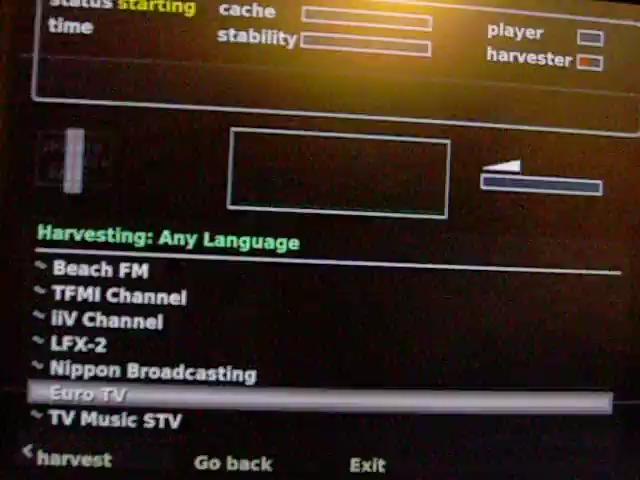 status starting
cache
time
stability
player
harvester
Harvesting: Any Language
~ Beach FM
~ TFMI Channel
~ liV Channel
~ LFX-2
~ Nippon Broadcasting
Euro TV
~ TV Music STV
< harvest
Go back
Exit